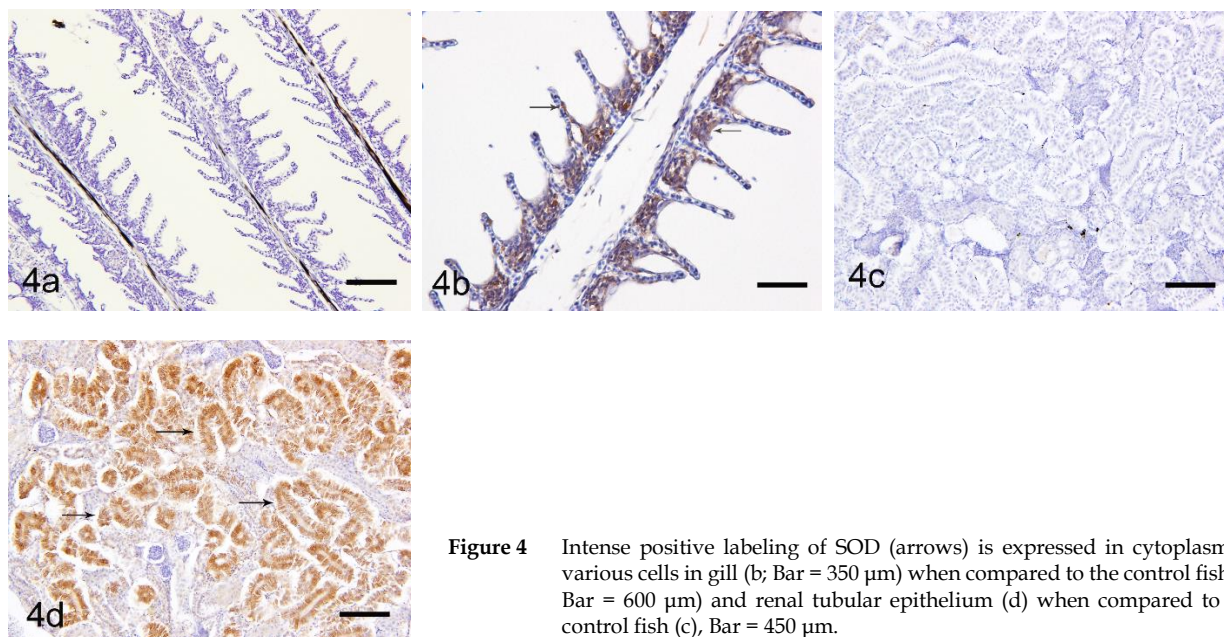 4a
4b
4c
4d
Figure 4 Intense positive labeling of SOD (arrows) is expressed in cytoplasm
various cells in gill (b; Bar = 350 µm) when compared to the control fish
Bar = 600 µm) and renal tubular epithelium (d) when compared to
control fish (c), Bar = 450 µm.